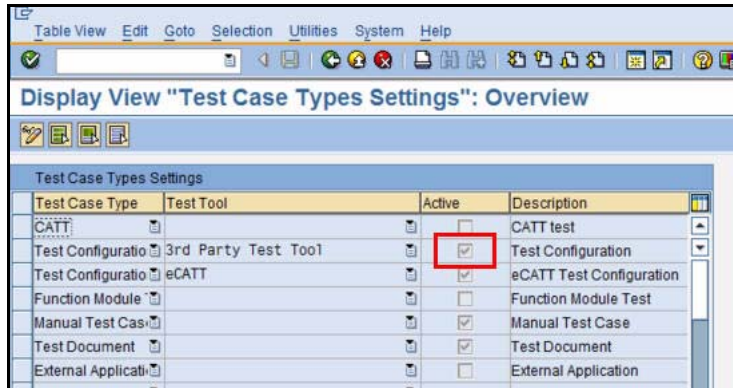 Table View Edit Goto Selection Utilities System Help
Display View "Test Case Types Settings": Overview
Test Case Types Settings
Test Case Type Test Tool Active Description
CATT CATT test
Test Configuratio 3rd Party Test Tool Test Configuration
Test Configuratio eCATT eCATT Test Configuration
Function Module Function Module Test
Manual Test Cas Manual Test Case
Test Document Test Document
External Applicati External Application